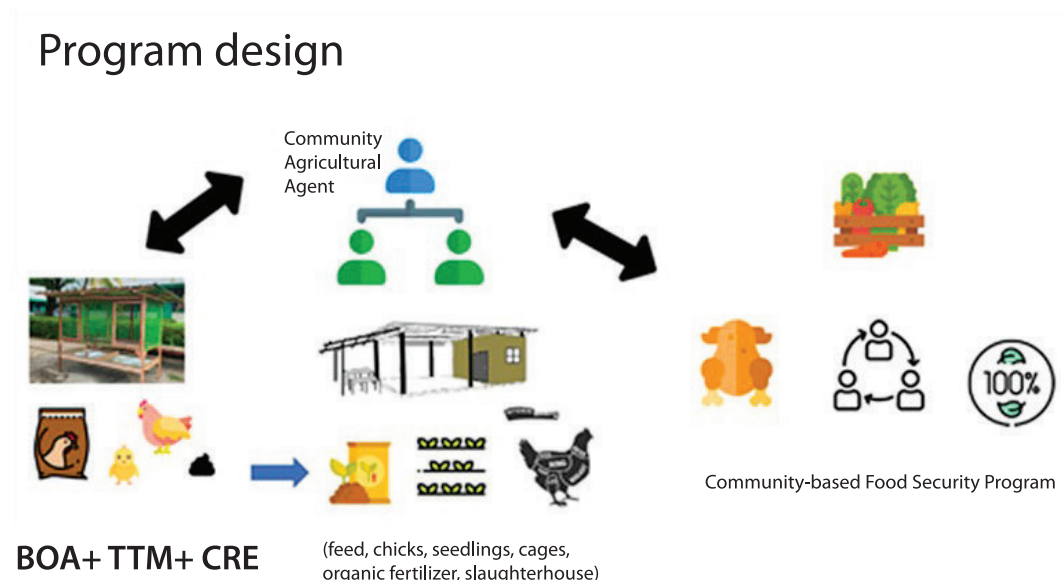 Program design
Community
Agricultural
Agent
100%
Community-based Food Security Program
BOA+ TTM+ CRE
(feed, chicks, seedlings, cages,
organic fertilizer, slaughterhouse)